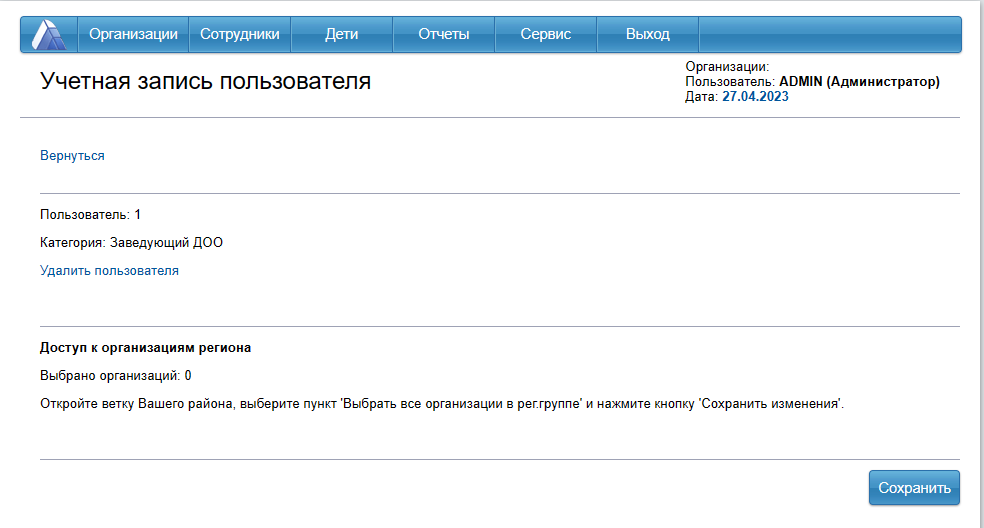 Организации Сотрудники Дети Отчеты Сервис Выход
Учетная запись пользователя
Организации:
Пользователь: ADMIN (Администратор)
Дата: 27.04.2023
Вернуться
Пользователь: 1
Категория: Заведующий ДОО
Удалить пользователя
Доступ к организациям региона
Выбрано организаций: 0
Откройте ветку Вашего района, выберите пункт 'Выбрать все организации в рег.группе' и нажмите кнопку 'Сохранить изменения'.
Сохранить